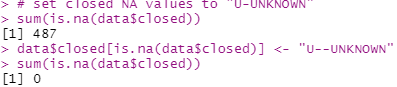 > # set closed NA values to "U-UNKNOWN"
> sum(is.na(data$closed))
[1] 487
> data$closed[is.na(data$closed)] <- "U--UNKNOWN"
> sum(is.na(data$closed))
[1] 0